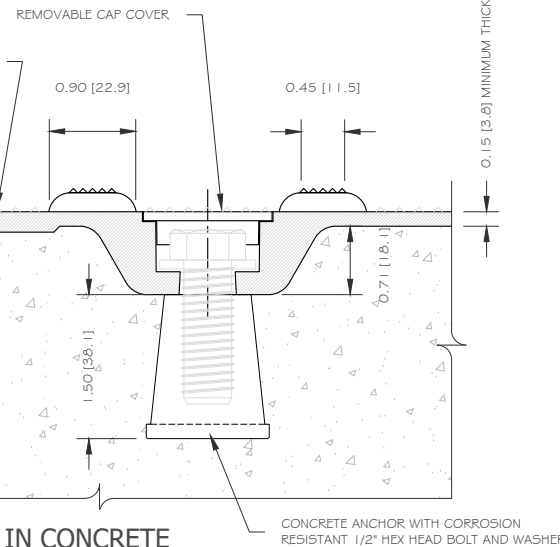 REMOVABLE CAP COVER
0.90 [22.9]
0.45 [11.5]
0.15 [3.8] MINIMUM THICK
0.71 [18.1]
1.50 [38.1]
IN CONCRETE
CONCRETE ANCHOR WITH CORROSION
RESISTANT 1/2" HEX HEAD BOLT AND WASHER